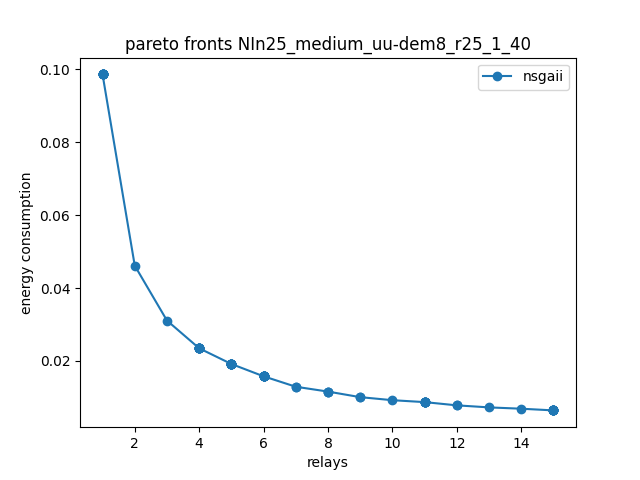 pareto fronts NIn25_medium_uu-dem8_r25_1_40
nsgaii
0.10
0.08
0.06
0.04
0.02
energy consumption
2 4 6 8 10 12 14
relays